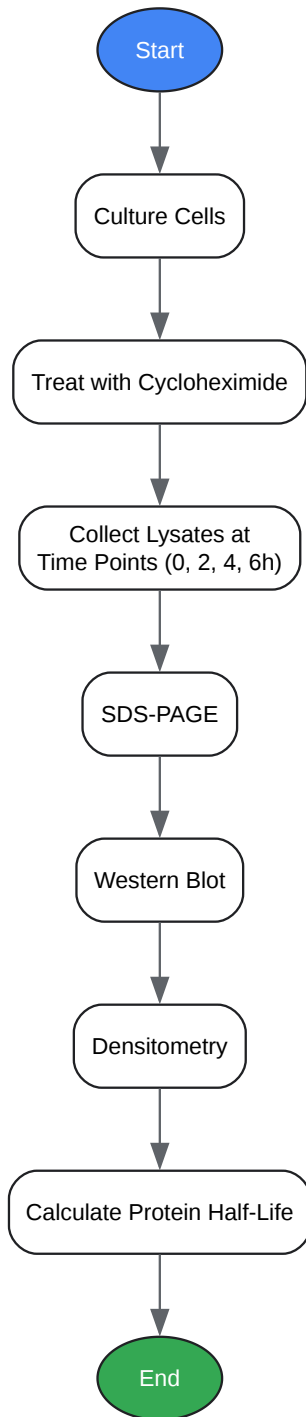 Start
Culture Cells
Treat with Cycloheximide
Collect Lysates at
Time Points (0, 2, 4, 6h)
SDS-PAGE
Western Blot
Densitometry
Calculate Protein Half-Life
End